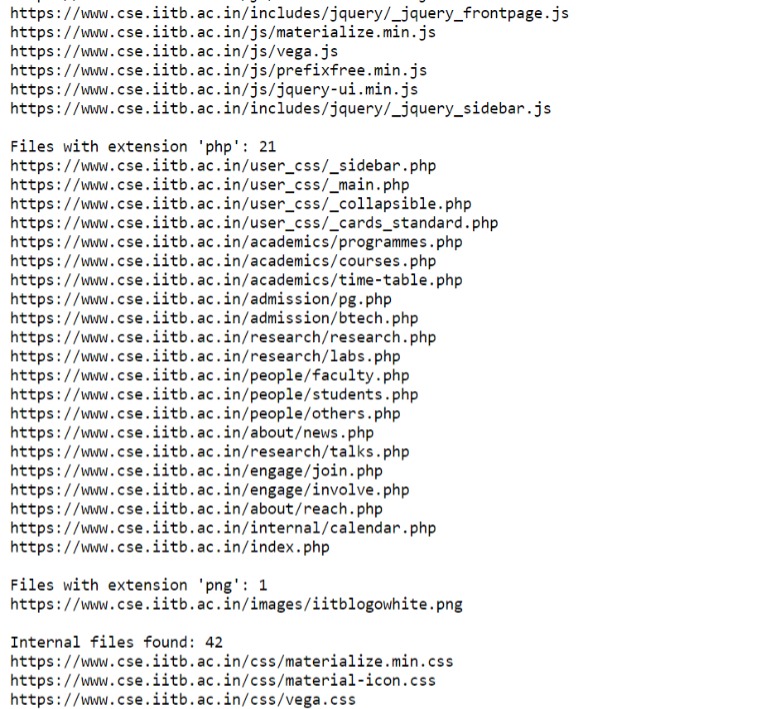 https://www.cse.iitb.ac.in/includes/jquery/_jquery_frontpage.js
https://www.cse.iitb.ac.in/js/materialize.min.js
https://www.cse.iitb.ac.in/js/vega.js
https://www.cse.iitb.ac.in/js/prefixfree.min.js
https://www.cse.iitb.ac.in/js/jquery-ui.min.js
https://www.cse.iitb.ac.in/includes/jquery/_jquery_sidebar.js
Files with extension 'php': 21
https://www.cse.iitb.ac.in/user_css/_sidebar.php
https://www.cse.iitb.ac.in/user_css/_main.php
https://www.cse.iitb.ac.in/user_css/_collapsible.php
https://www.cse.iitb.ac.in/user_css/_cards_standard.php
https://www.cse.iitb.ac.in/academics/programmes.php
https://www.cse.iitb.ac.in/academics/courses.php
https://www.cse.iitb.ac.in/academics/time-table.php
https://www.cse.iitb.ac.in/admission/pg.php
https://www.cse.iitb.ac.in/admission/btech.php
https://www.cse.iitb.ac.in/research/research.php
https://www.cse.iitb.ac.in/research/labs.php
https://www.cse.iitb.ac.in/people/faculty.php
https://www.cse.iitb.ac.in/people/students.php
https://www.cse.iitb.ac.in/people/others.php
https://www.cse.iitb.ac.in/about/news.php
https://www.cse.iitb.ac.in/research/talks.php
https://www.cse.iitb.ac.in/engage/join.php
https://www.cse.iitb.ac.in/engage/involve.php
https://www.cse.iitb.ac.in/about/reach.php
https://www.cse.iitb.ac.in/internal/calendar.php
https://www.cse.iitb.ac.in/index.php
Files with extension 'png': 1
https://www.cse.iitb.ac.in/images/iitblogowhite.png
Internal files found: 42
https://www.cse.iitb.ac.in/css/materialize.min.css
https://www.cse.iitb.ac.in/css/material-icon.css
https://www.cse.iitb.ac.in/css/vega.css